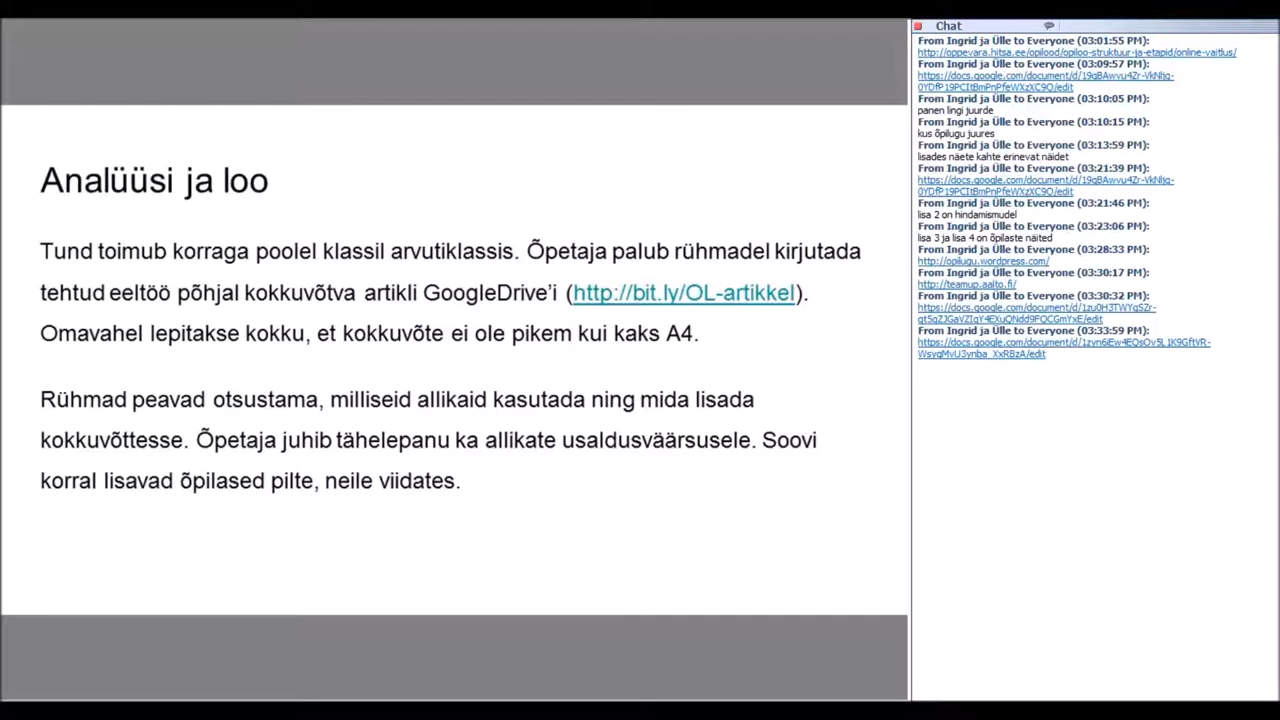 Analüüsi ja loo
Tund toimub korraga poolel klassil arvutiklassis. Õpetaja palub rühmadel kirjutada
tehtud eeltöö põhjal kokkuvõtva artikli GoogleDrive'i (http://bit.ly/OL-artikkel).
Omavahel lepitakse kokku, et kokkuvõte ei ole pikem kui kaks A4.
Rühmad peavad otsustama, milliseid allikaid kasutada ning mida lisada
kokkuvõttesse. Õpetaja juhib tähelepanu ka allikate usaldusväärsusele. Soovi
korral lisavad õpilased pilte, neile viidates.
Chat
From Ingrid ja Ülle to Everyone (03:01:55 PM):
http://oppevara.hitsa.ee/opilood/opiloo-struktuur-ja-etapid/online-vaitlus/
From Ingrid ja Ülle to Everyone (03:09:57 PM):
From Ingrid ja Ülle to Everyone (03:10:05 PM):
panen lingi juurde
From Ingrid ja Ülle to Everyone (03:10:15 PM):
kus õpilugu juures
From Ingrid ja Ülle to Everyone (03:13:59 PM):
lisades näete kahte erinevat näidet
From Ingrid ja Ülle to Everyone (03:21:39 PM):
From Ingrid ja Ülle to Everyone (03:21:46 PM):
lisa 2 on hindamismudel
From Ingrid ja Ülle to Everyone (03:23:06 PM):
lisa 3 ja lisa 4 on õpilaste näited
From Ingrid ja Ülle to Everyone (03:28:33 PM):
http://opilugu.wordpress.com/
From Ingrid ja Ülle to Everyone (03:30:17 PM):
http://teamup.aalto.fi/
From Ingrid ja Ülle to Everyone (03:30:32 PM):
From Ingrid ja Ülle to Everyone (03:33:59 PM):